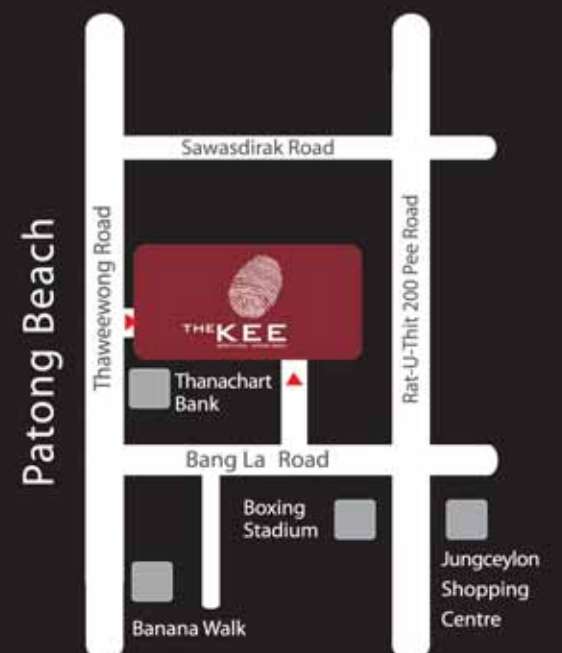 Sawasdirak Road
Patong Beach
Thaweewong Road
Rat-U-Thit 200 Pee Road
THE KEE
Thanachart
Bank
Bang La Road
Boxing
Stadium
Jungceylon
Shopping
Centre
Banana Walk